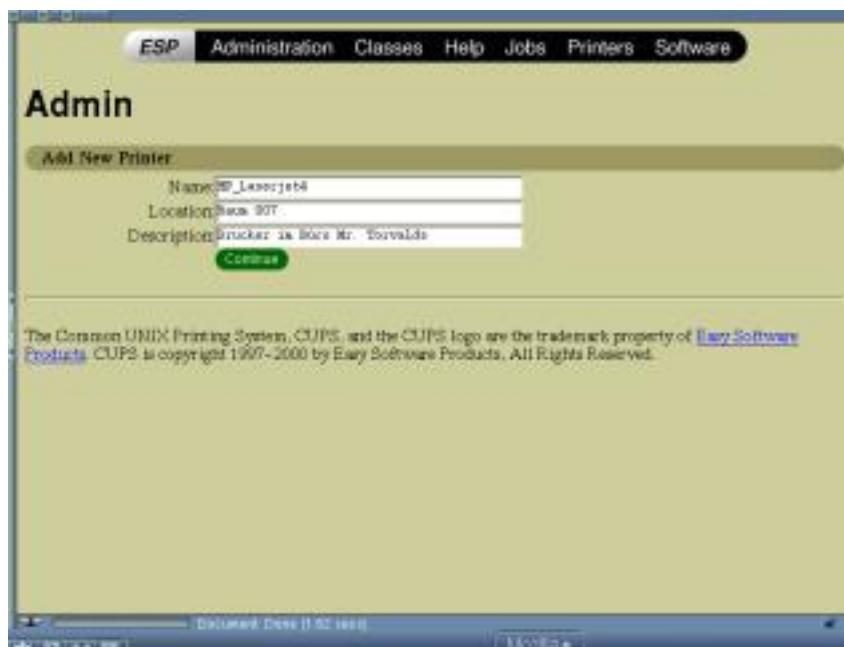 ESP Administration Classes Help Jobs Printers Software
Admin
Add New Printer
Name: HP_Laserjet4
Location: Raum 007
Description: Drucker im Büro Mr. Torvalds
Continue
The Common UNIX Printing System, CUPS, and the CUPS logo are the trademark property of Easy Software
Products. CUPS is copyright 1997-2000 by Easy Software Products, All Rights Reserved.
Document Done